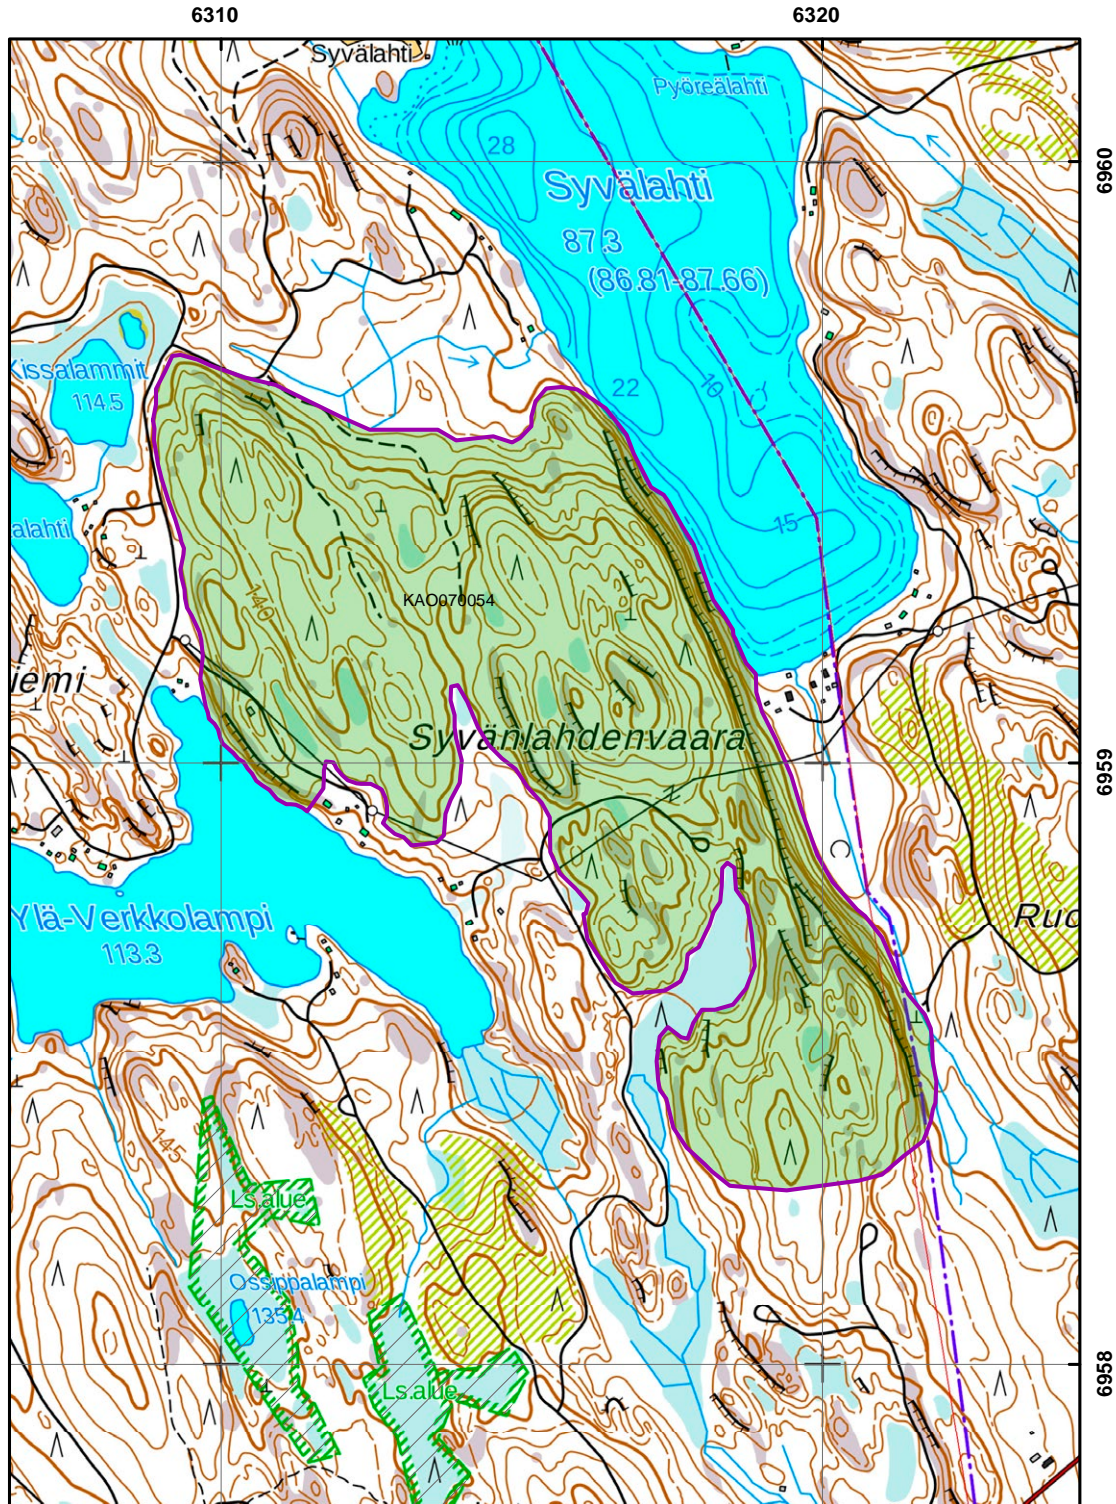 6310
6320
Syvälahti
Pyöreälahti
28
6960
Syvälahti
87.3
(86.81-87.66)
Kissalammit
114.5
22
10
15
alahti
140
KAO070054
iemi
Syvänlahdenvaara
6959
Ylä-Verkkolampi
113.3
Ruo
145
Ls.alue
Ossippalampi
135.4
6958
Ls.alue